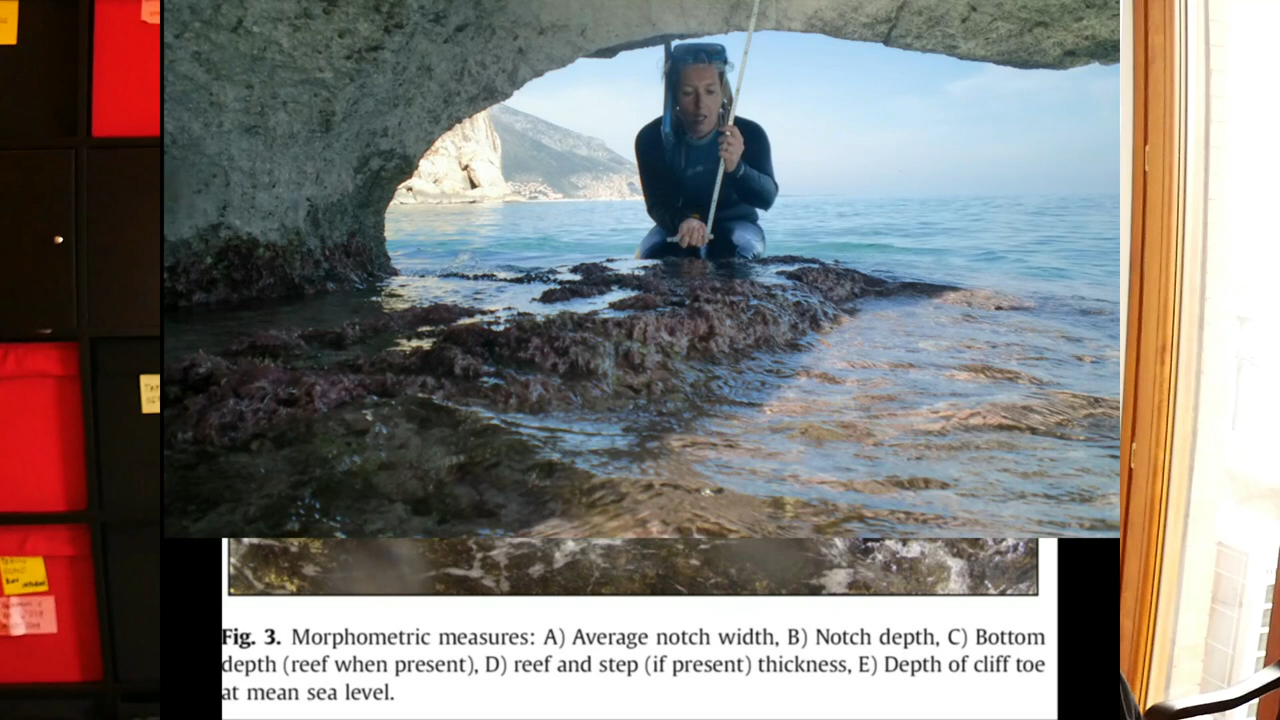 Fig. 3. Morphometric measures: A) Average notch width, B) Notch depth, C) Bottom
depth (reef when present), D) reef and step (if present) thickness, E) Depth of cliff toe
at mean sea level.